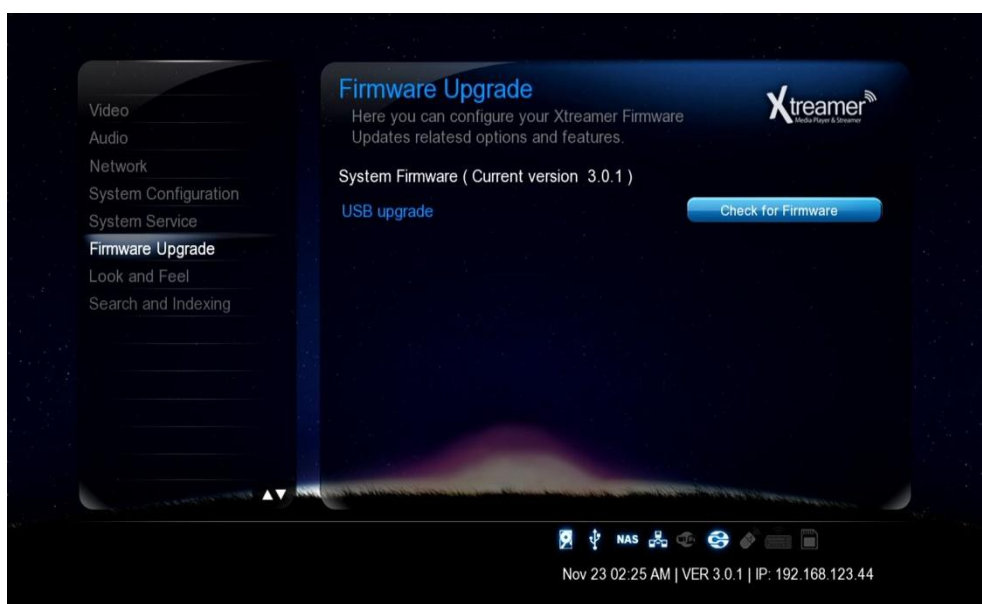 Video
Audio
Network
System Configuration
System Service
Firmware Upgrade
Look and Feel
Search and Indexing
Firmware Upgrade
Here you can configure your Xtreamer Firmware
Updates relatesd options and features.
Xtreamer
Media Player & Streamer
System Firmware ( Current version 3.0.1 )
USB upgrade
Check for Firmware
NAS
Nov 23 02:25 AM | VER 3.0.1 | IP: 192.168.123.44